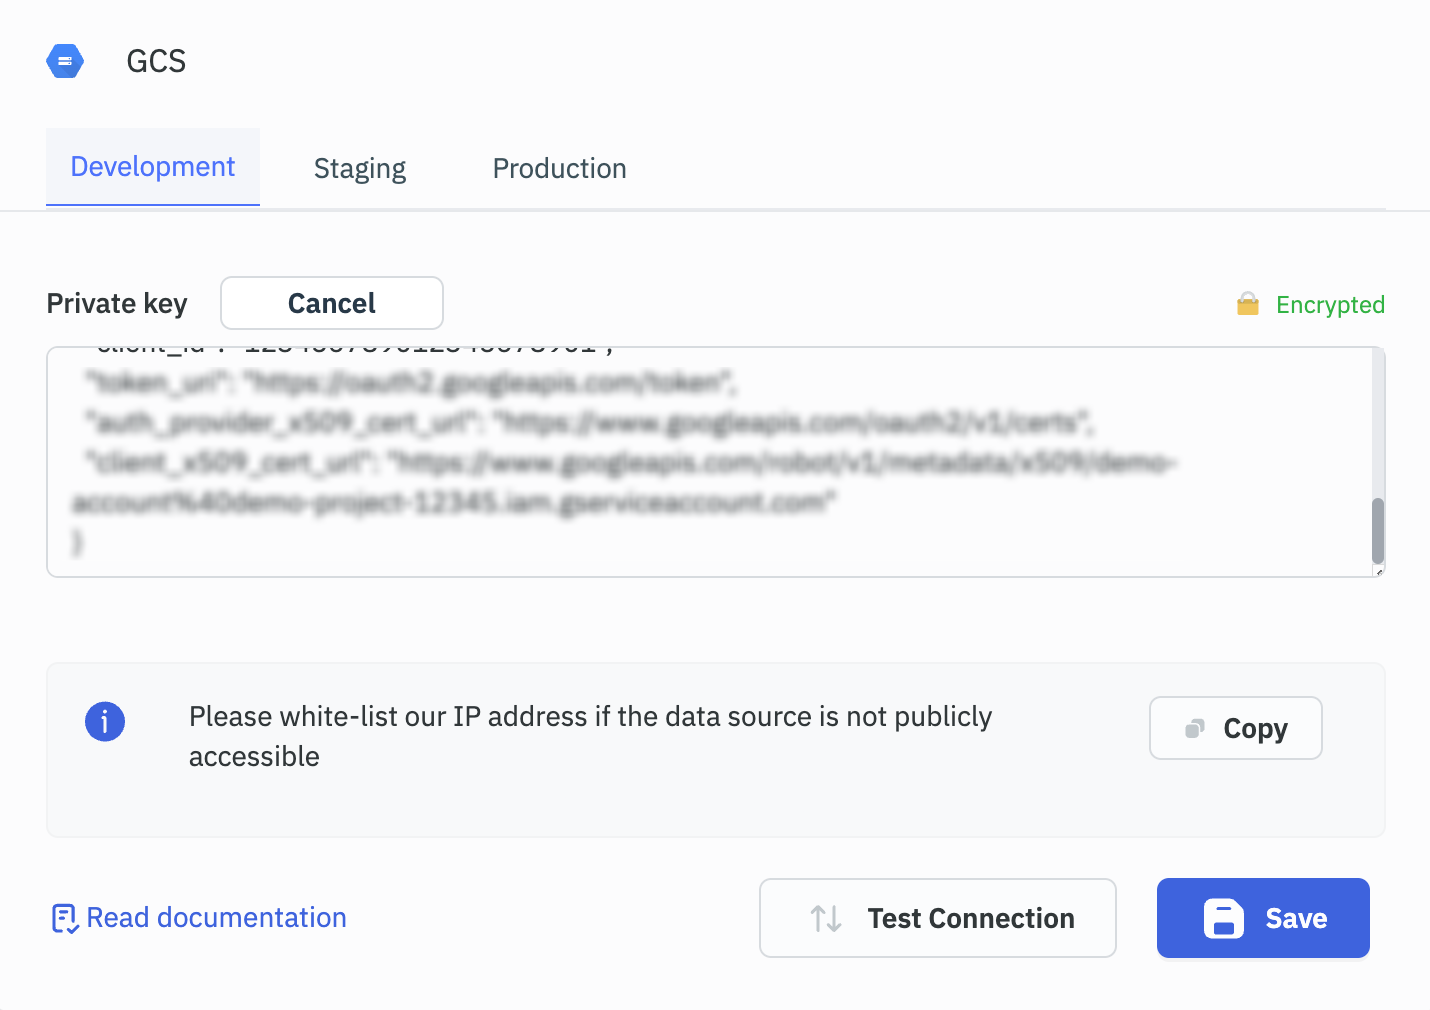 GCS
Development Staging Production
Private key Cancel Encrypted
"token_uri": "https://oauth2.googleapis.com/token",
"auth_provider_x509_cert_url": "https://www.googleapis.com/oauth2/v1/certs",
"client_x509_cert_url": "https://www.googleapis.com/robot/v1/metadata/x509/demo-
account%40demo-project-12345.iam.gserviceaccount.com"
}
Please white-list our IP address if the data source is not publicly
accessible
Copy
Read documentation Test Connection Save